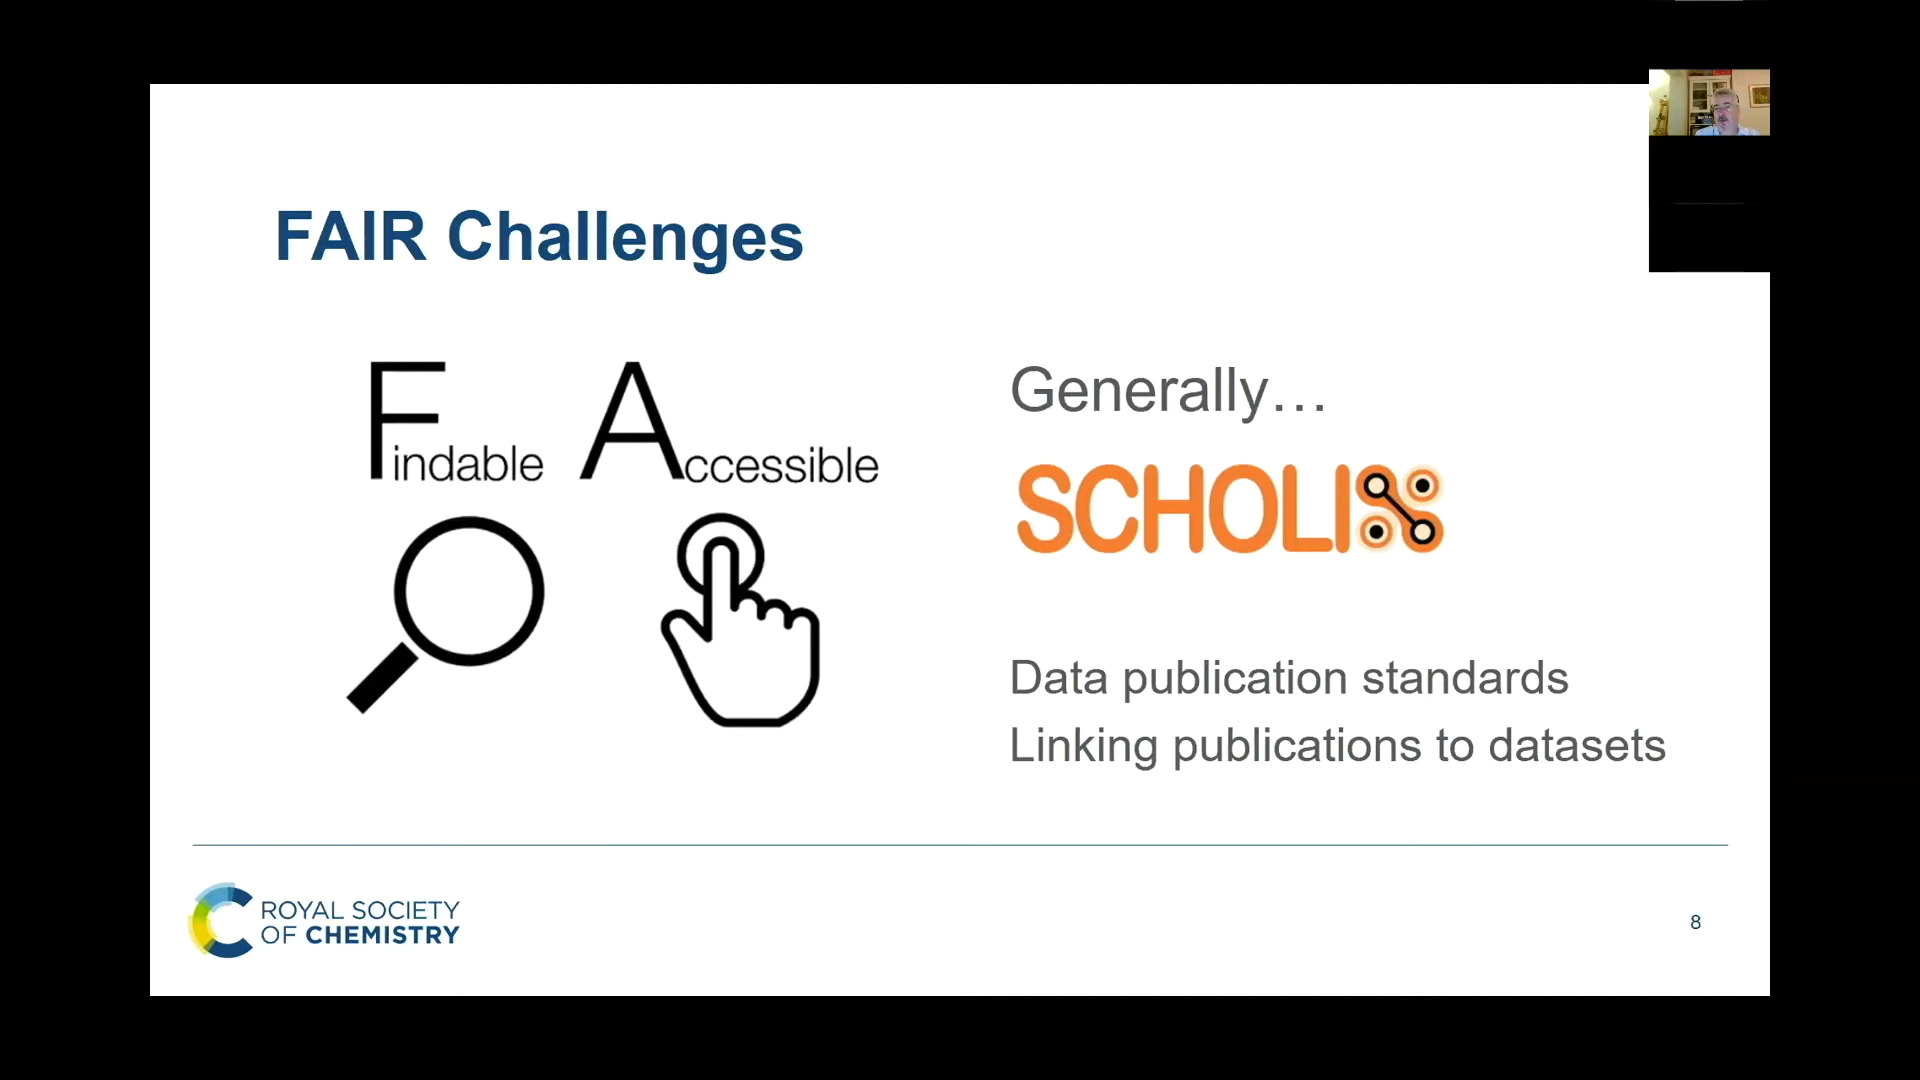 FAIR Challenges
Findable Accessible
Generally…
SCHOLIX
Data publication standards
Linking publications to datasets
ROYAL SOCIETY
OF CHEMISTRY
8